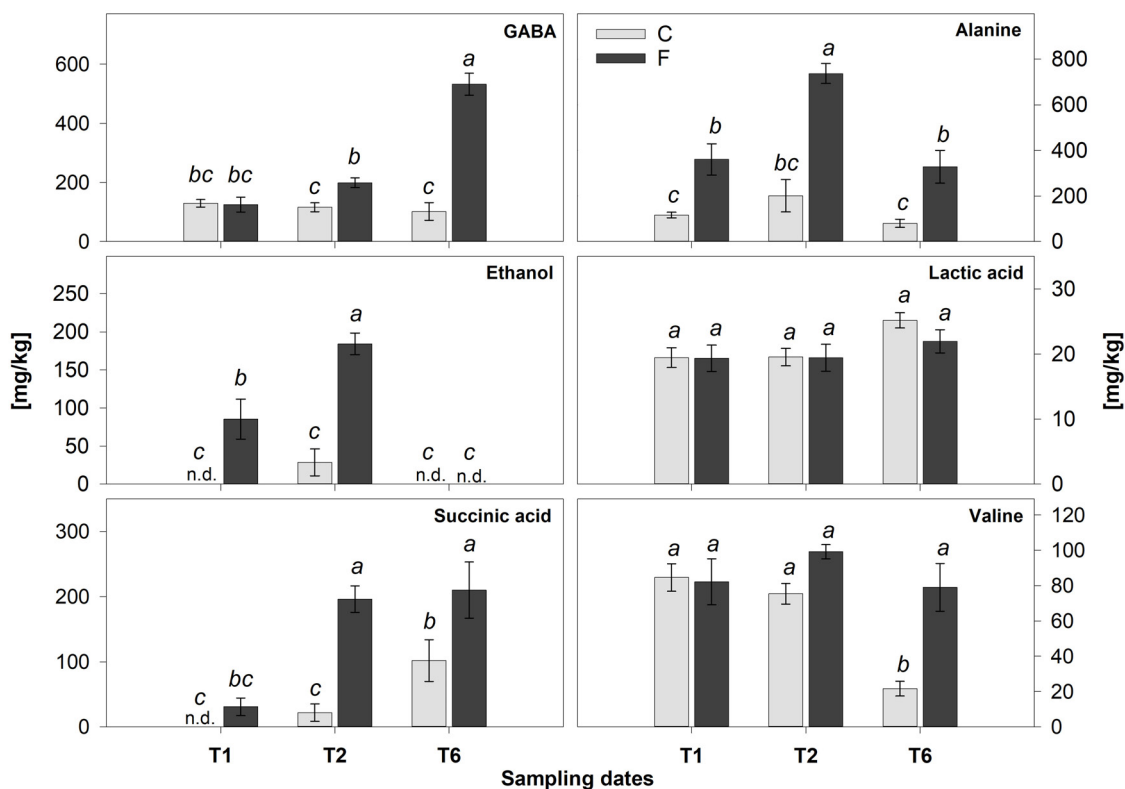 GABA
600
400
200
0
bc
bc
c
b
c
a
C
F
Alanine
800
600
400
200
0
c
b
bc
a
c
b
Ethanol
250
200
150
100
50
0
c
n.d.
b
c
a
c
n.d.
c
n.d.
Lactic acid
30
20
10
0
a
a
a
a
a
a
[mg/kg]
[mg/kg]
Succinic acid
300
200
100
0
c
n.d.
bc
c
a
b
a
Valine
120
100
80
60
40
20
0
a
a
a
a
b
a
T1 T2 T6 T1 T2 T6
Sampling dates